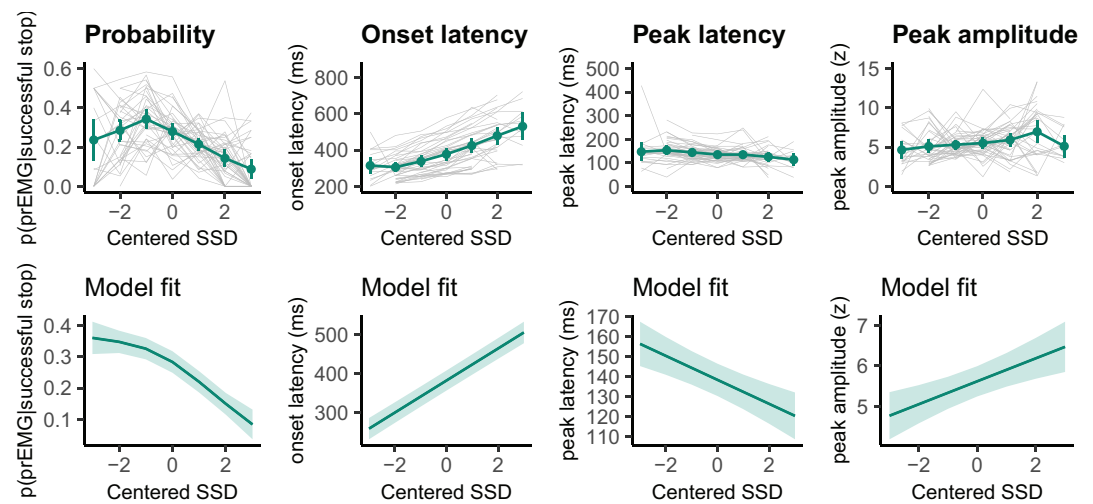 Probability
p(prEMG|successful stop)
0.6
0.4
0.2
0.0
−2
0
2
Centered SSD
Onset latency
onset latency (ms)
800
600
400
200
−2
0
2
Centered SSD
Peak latency
peak latency (ms)
500
400
300
200
100
0
−2
0
2
Centered SSD
Peak amplitude
peak amplitude (z)
15
10
5
0
−2
0
2
Centered SSD
Model fit
p(prEMG|successful stop)
0.4
0.3
0.2
0.1
−2
0
2
Centered SSD
Model fit
onset latency (ms)
500
400
300
−2
0
2
Centered SSD
Model fit
peak latency (ms)
170
160
150
140
130
120
110
−2
0
2
Centered SSD
Model fit
peak amplitude (z)
7
6
5
−2
0
2
Centered SSD